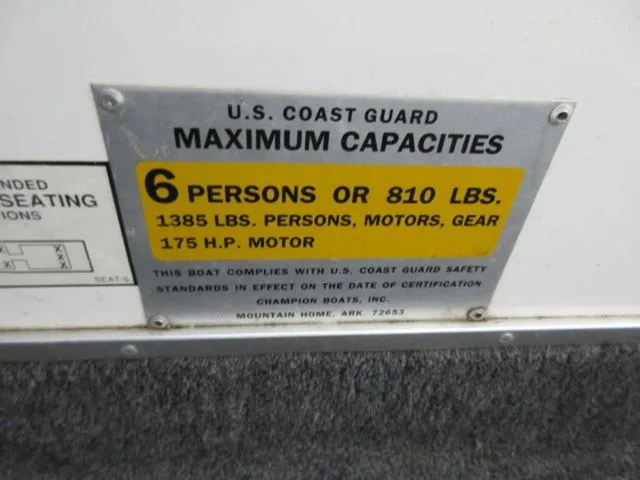 U.S. COAST GUARD
MAXIMUM CAPACITIES
6 PERSONS OR 810 LBS.
1385 LBS. PERSONS, MOTORS, GEAR
175 H.P. MOTOR
THIS BOAT COMPLIES WITH U.S. COAST GUARD SAFETY
STANDARDS IN EFFECT ON THE DATE OF CERTIFICATION
CHAMPION BOATS, INC.
MOUNTAIN HOME, ARK. 72653
NDED
SEATING
IONS
X
X
X
X
SEAT-5